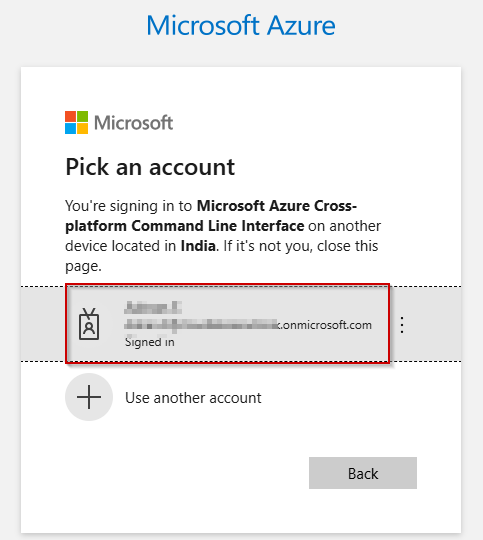 Microsoft Azure
Microsoft
Pick an account
You're signing in to Microsoft Azure Cross-
platform Command Line Interface on another
device located in India. If it's not you, close this
page.
.onmicrosoft.com
Signed in
Use another account
Back